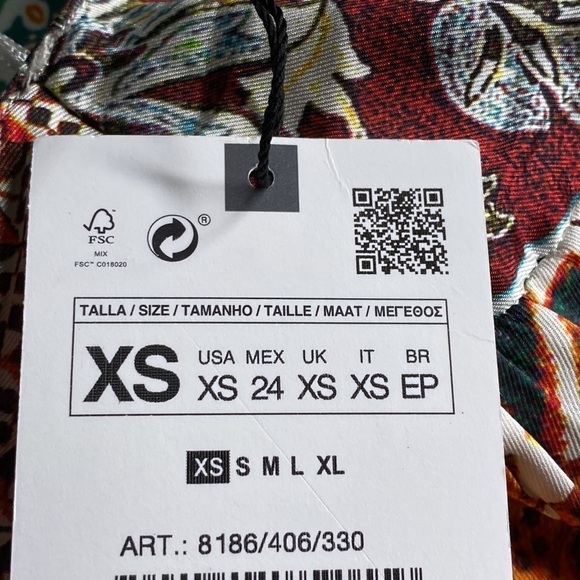 FSC
MIX
FSC™ C018020
®
TALLA / SIZE / TAMANHO / TAILLE / MAAT / ΜΕΓΕΘΟΣ
XS
USA MEX UK IT BR
XS 24 XS XS EP
XS S M L XL
ART.: 8186/406/330